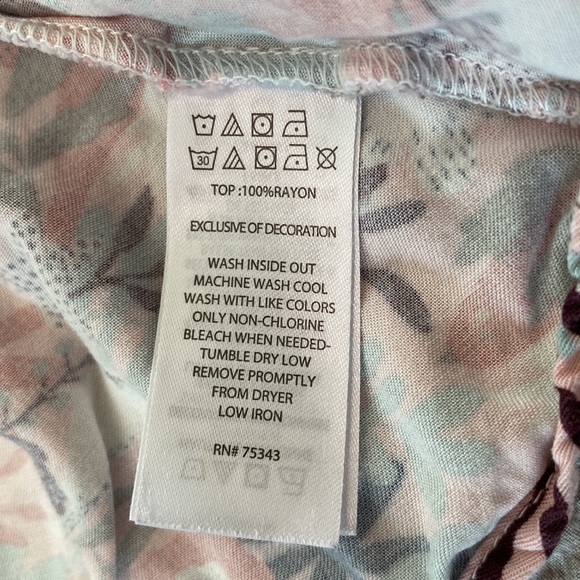 30
TOP :100%RAYON
EXCLUSIVE OF DECORATION
WASH INSIDE OUT
MACHINE WASH COOL
WASH WITH LIKE COLORS
ONLY NON-CHLORINE
BLEACH WHEN NEEDED-
TUMBLE DRY LOW
REMOVE PROMPTLY
FROM DRYER
LOW IRON
RN# 75343